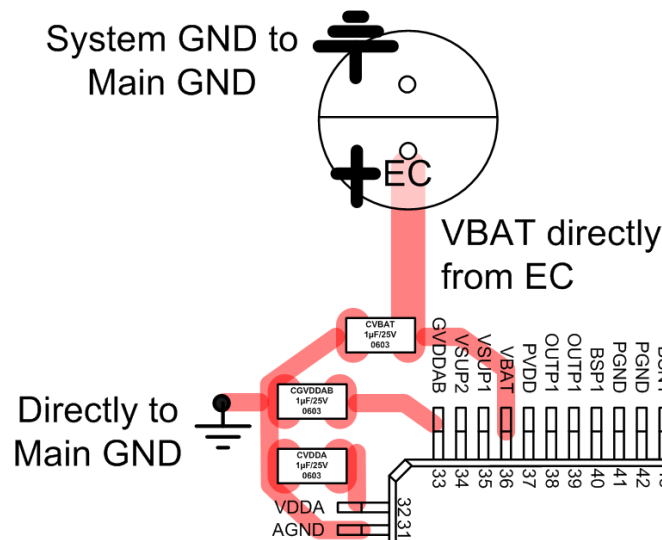 System GND to
Main GND
EC
VBAT directly
from EC
CVBAT
1µF/25V
0603
GVDDAB
VSUP2
VSUP1
VBAT
PVDD
OUTP1
OUTP1
BSP1
PGND
PGND
CGVDDAB
1µF/25V
0603
Directly to
Main GND
CVDDA
1µF/25V
0603
33
34
35
36
37
38
39
40
41
42
VDDA
32
AGND
31